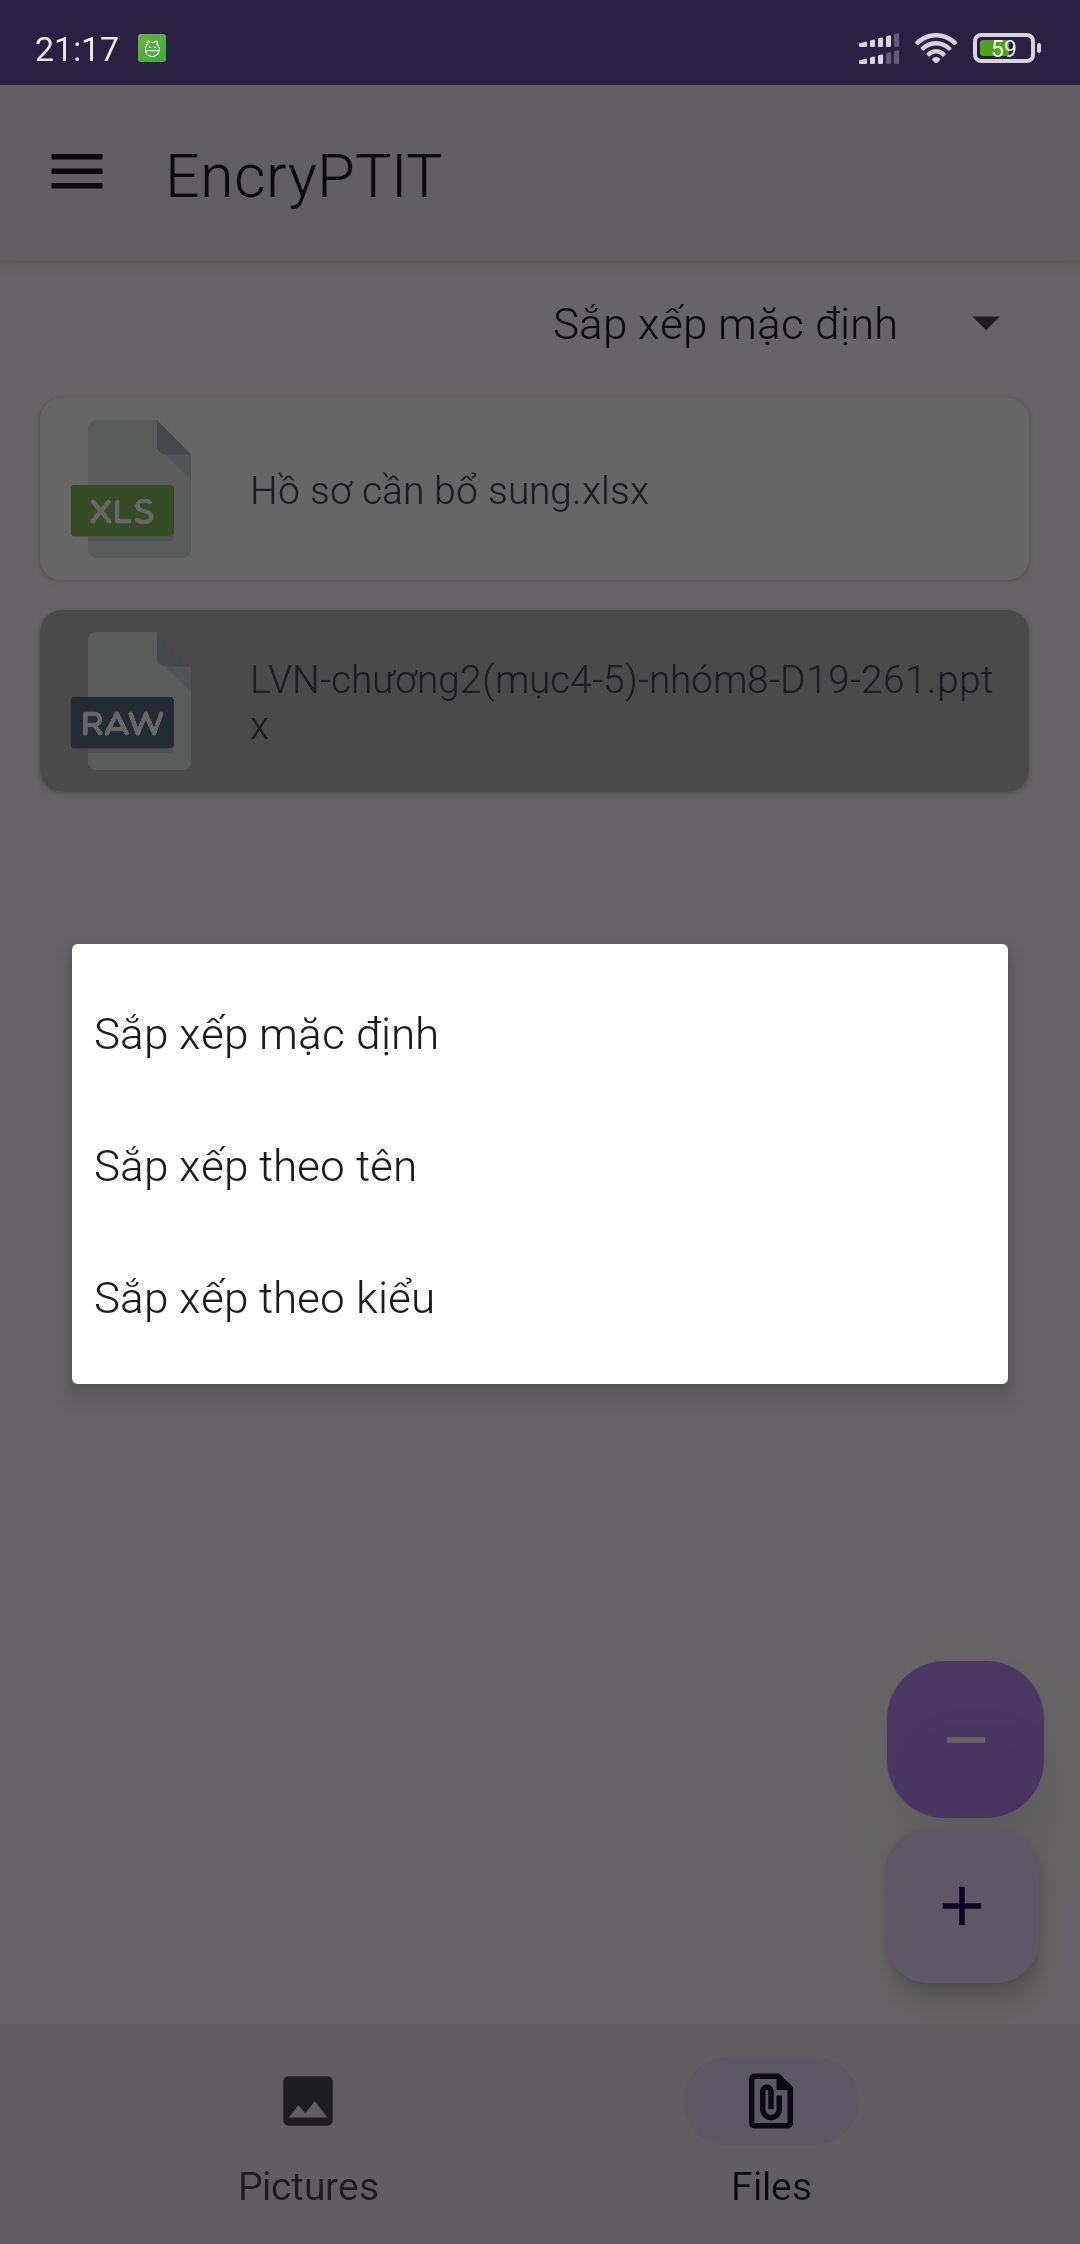 21:17
59
EncryPTIT
Sắp xếp mặc định
XLS
Hồ sơ cần bổ sung.xlsx
RAW
LVN-chương2(mục4-5)-nhóm8-D19-261.ppt
x
Sắp xếp mặc định
Sắp xếp theo tên
Sắp xếp theo kiểu
Pictures
Files